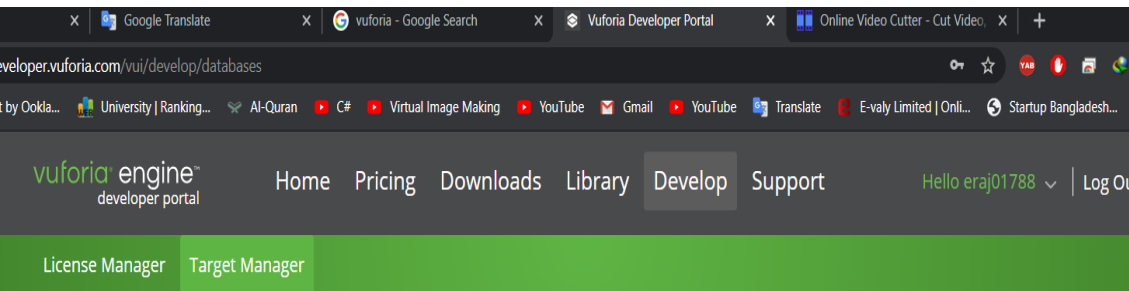 Google Translate vuforia - Google Search Vuforia Developer Portal Online Video Cutter - Cut Video,
eveloper.vuforia.com/vui/develop/databases YAB
t by Ookla... University | Ranking... Al-Quran C# Virtual Image Making YouTube Gmail YouTube Translate E-valy Limited | Onli... Startup Bangladesh...
vuforia® engine™ Home Pricing Downloads Library Develop Support Hello eraj01788 Log Ou
developer portal
License Manager Target Manager